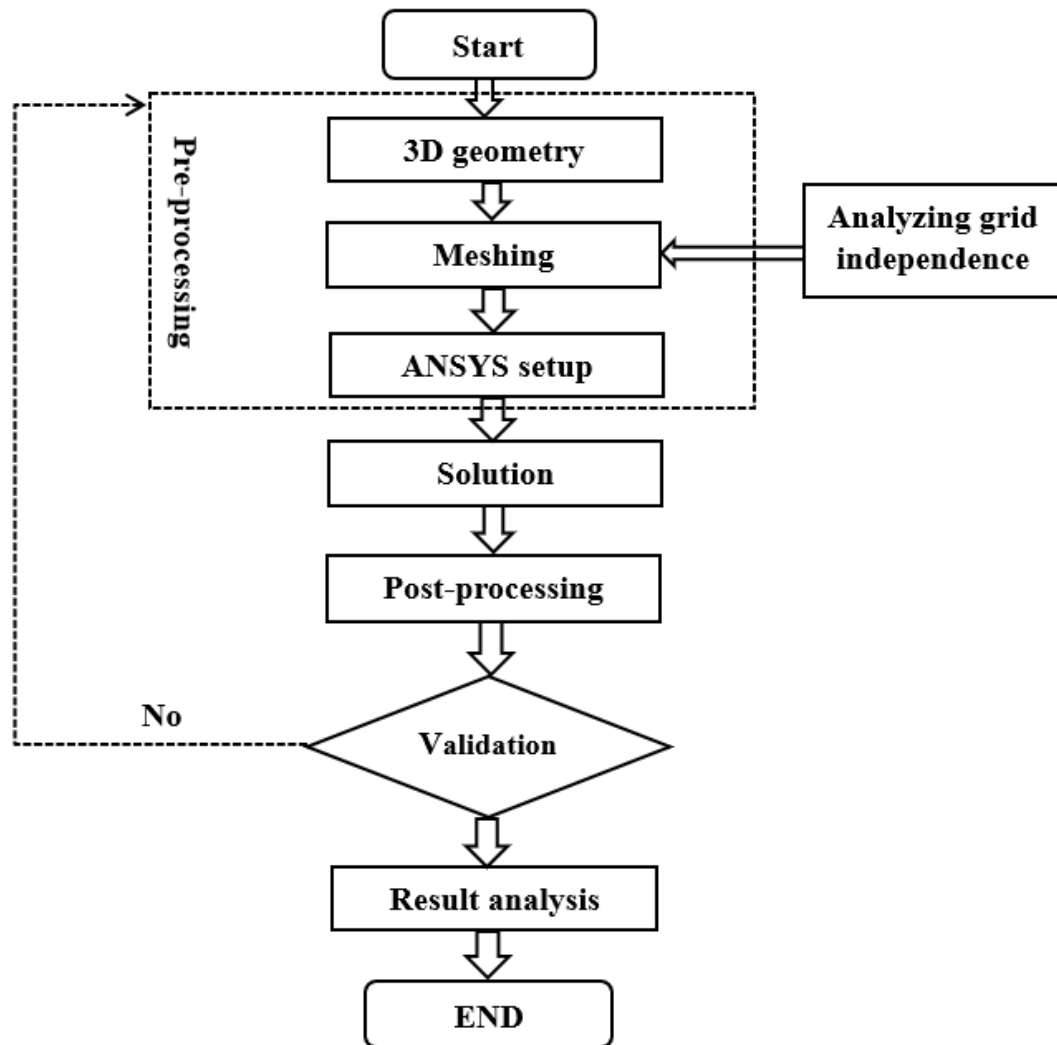 Start
Pre-processing
3D geometry
Meshing
Analyzing grid
independence
ANSYS setup
Solution
Post-processing
No
Validation
Result analysis
END